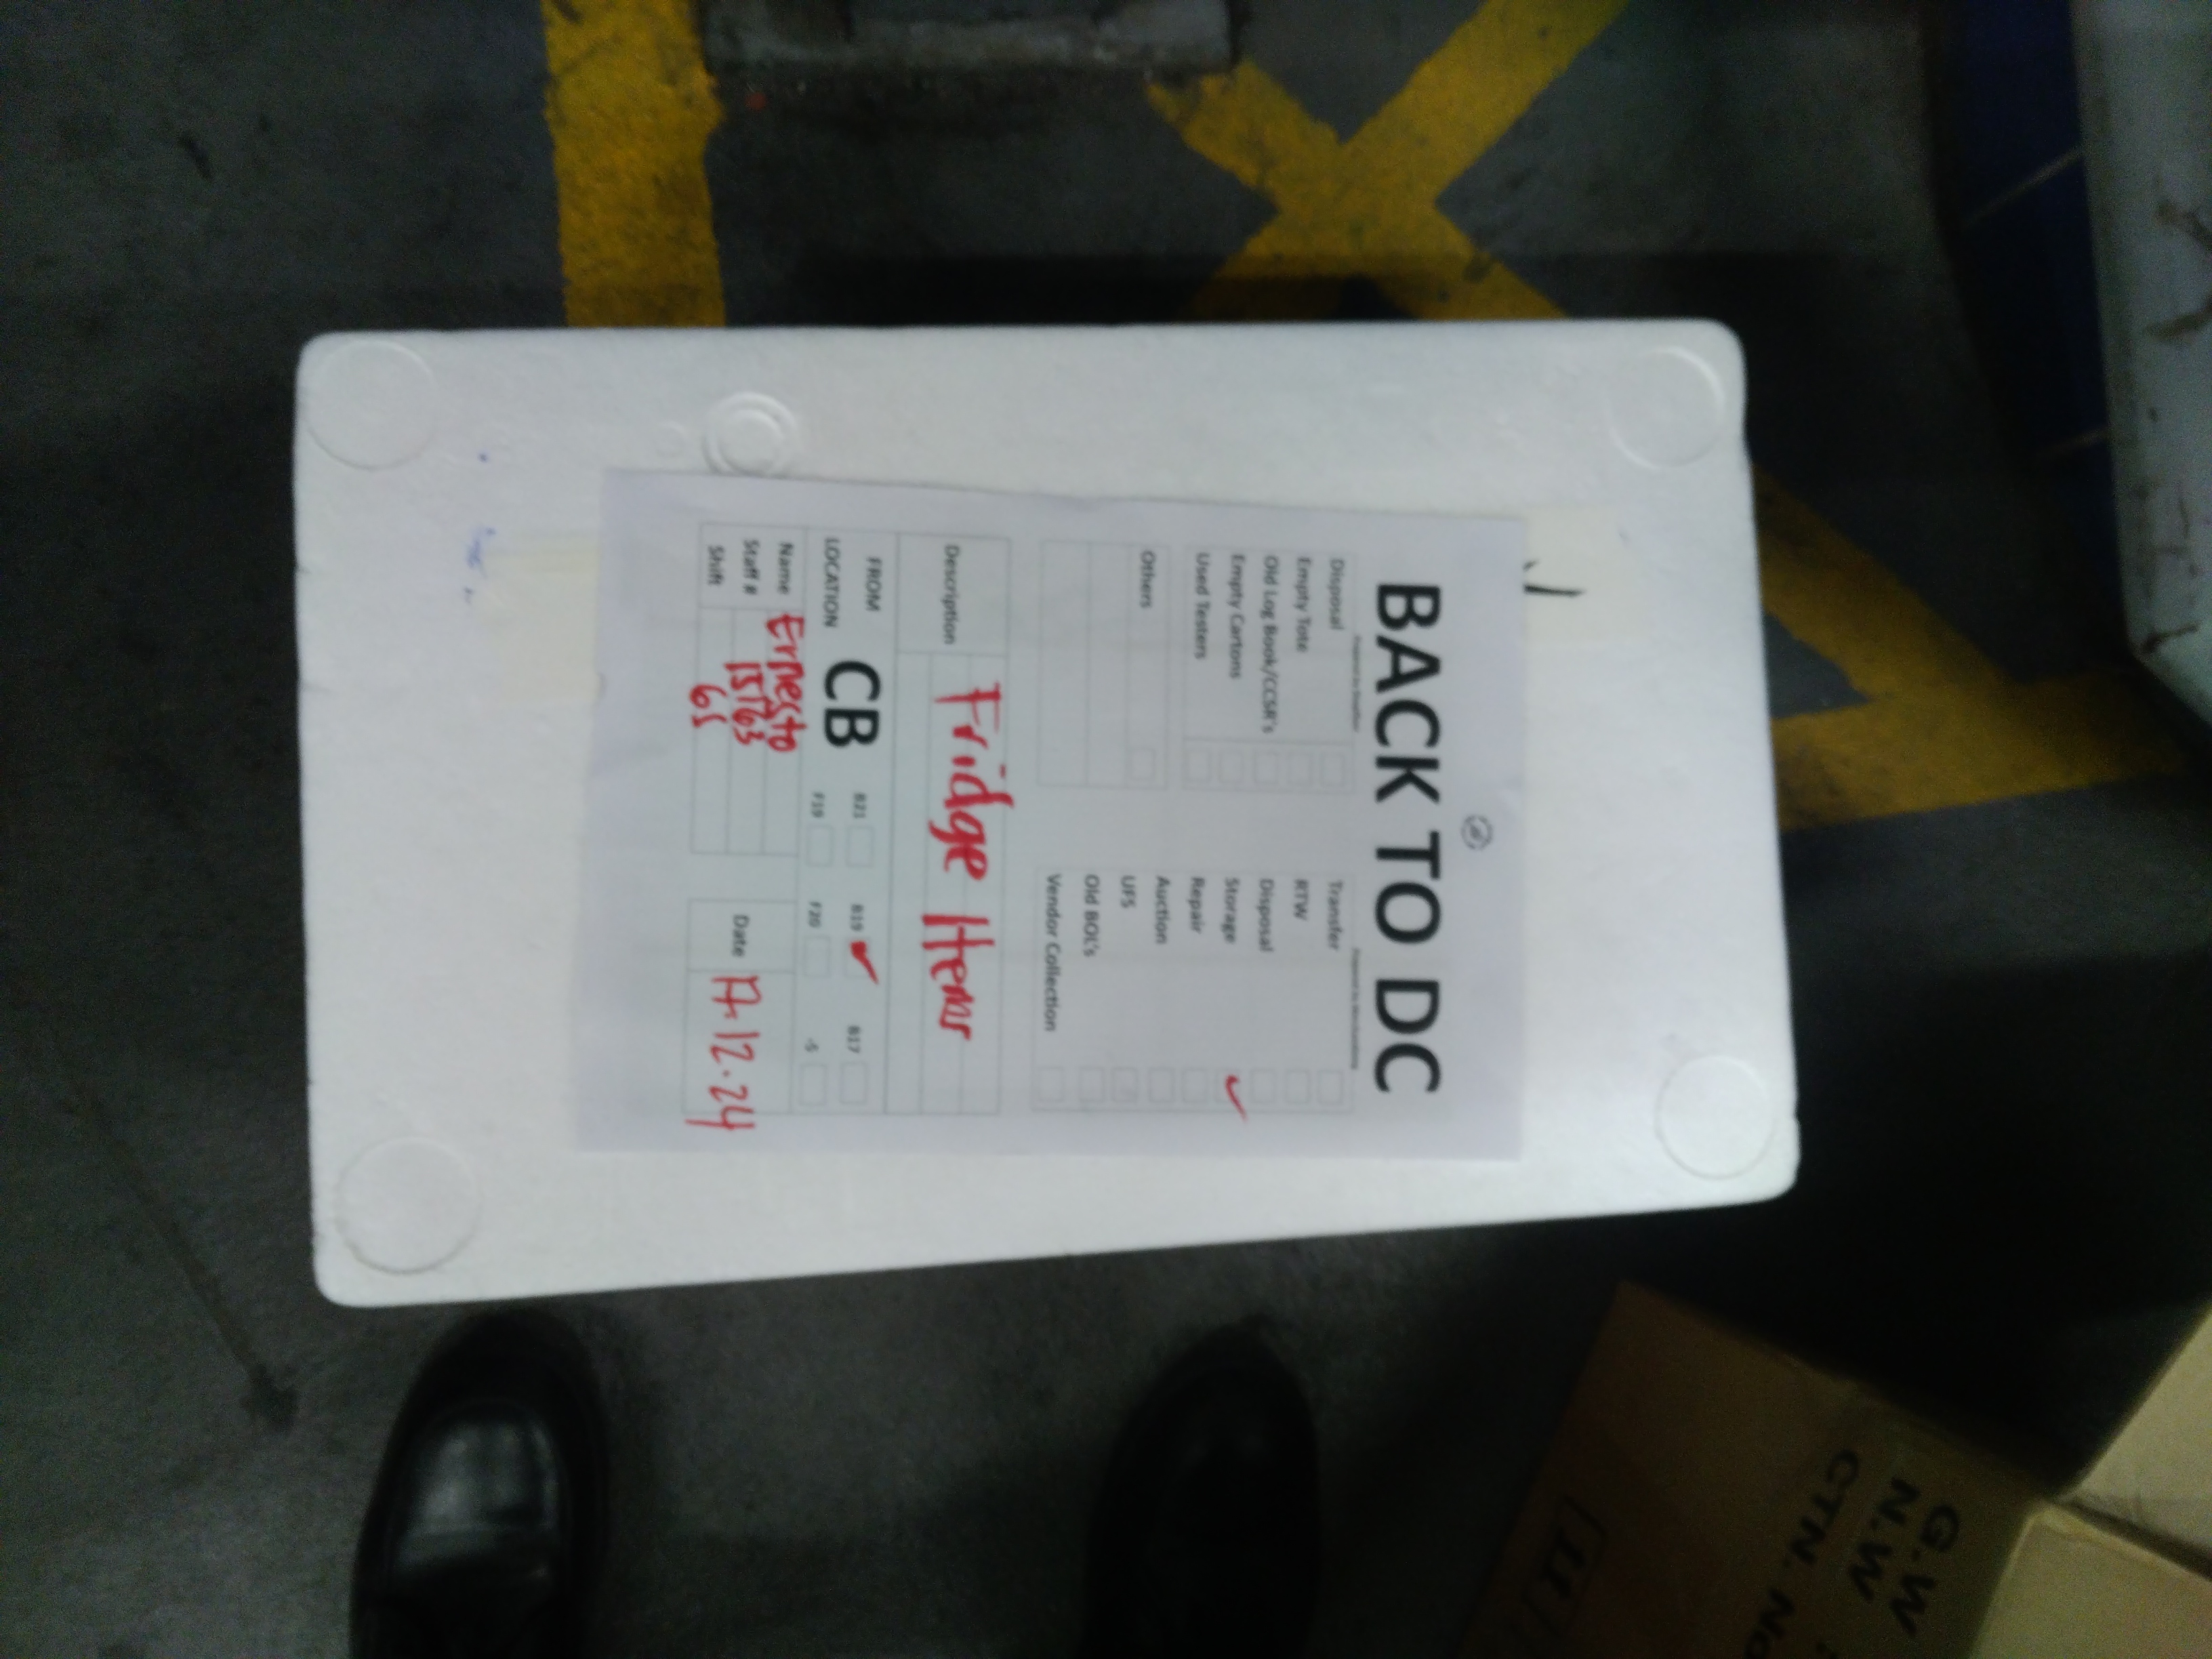 BACK TO DC
Disposal
Empty Tote
Old Log Book/CCSR's
Empty Cartons
Used Testers
Others
Transfer
RTW
Disposal
Storage ✓
Repair
Auction
UFS
Old BOL's
Vendor Collection
Description Fridge Items
FROM LOCATION CB
B21 B19 ✓ B17
F19 F20 -5
Name Ernesto
Staff # 15763
Shift 6S
Date 17.12.24
G.W
N.W
CTN. NO